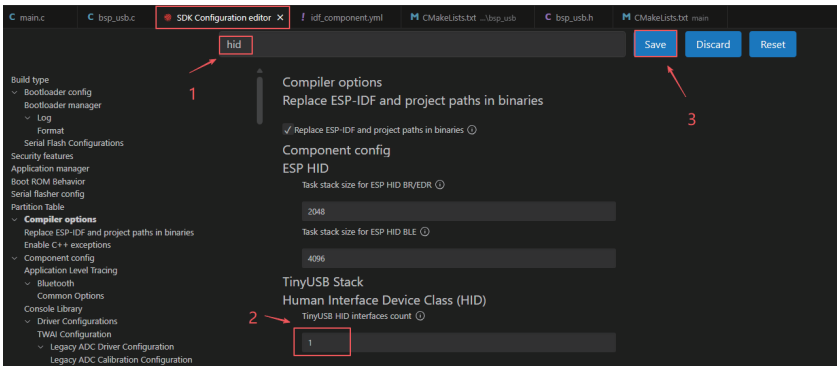 C main.c
C bsp_usb.c
SDK Configuration editor ×
! idf_component.yml
M CMakeLists.txt ...\bsp_usb
C bsp_usb.h
M CMakeLists.txt main
hid
Save
Discard
Reset
1
3
Build type
Bootloader config
Bootloader manager
Log
Format
Serial Flash Configurations
Security features
Application manager
Boot ROM Behavior
Serial flasher config
Partition Table
Compiler options
Replace ESP-IDF and project paths in binaries
Enable C++ exceptions
Component config
Application Level Tracing
Bluetooth
Common Options
Console Library
Driver Configurations
TWAI Configuration
Legacy ADC Driver Configuration
Legacy ADC Calibration Configuration
Compiler options
Replace ESP-IDF and project paths in binaries
Replace ESP-IDF and project paths in binaries
Component config
ESP HID
Task stack size for ESP HID BR/EDR
2048
Task stack size for ESP HID BLE
4096
TinyUSB Stack
Human Interface Device Class (HID)
2
TinyUSB HID interfaces count
1